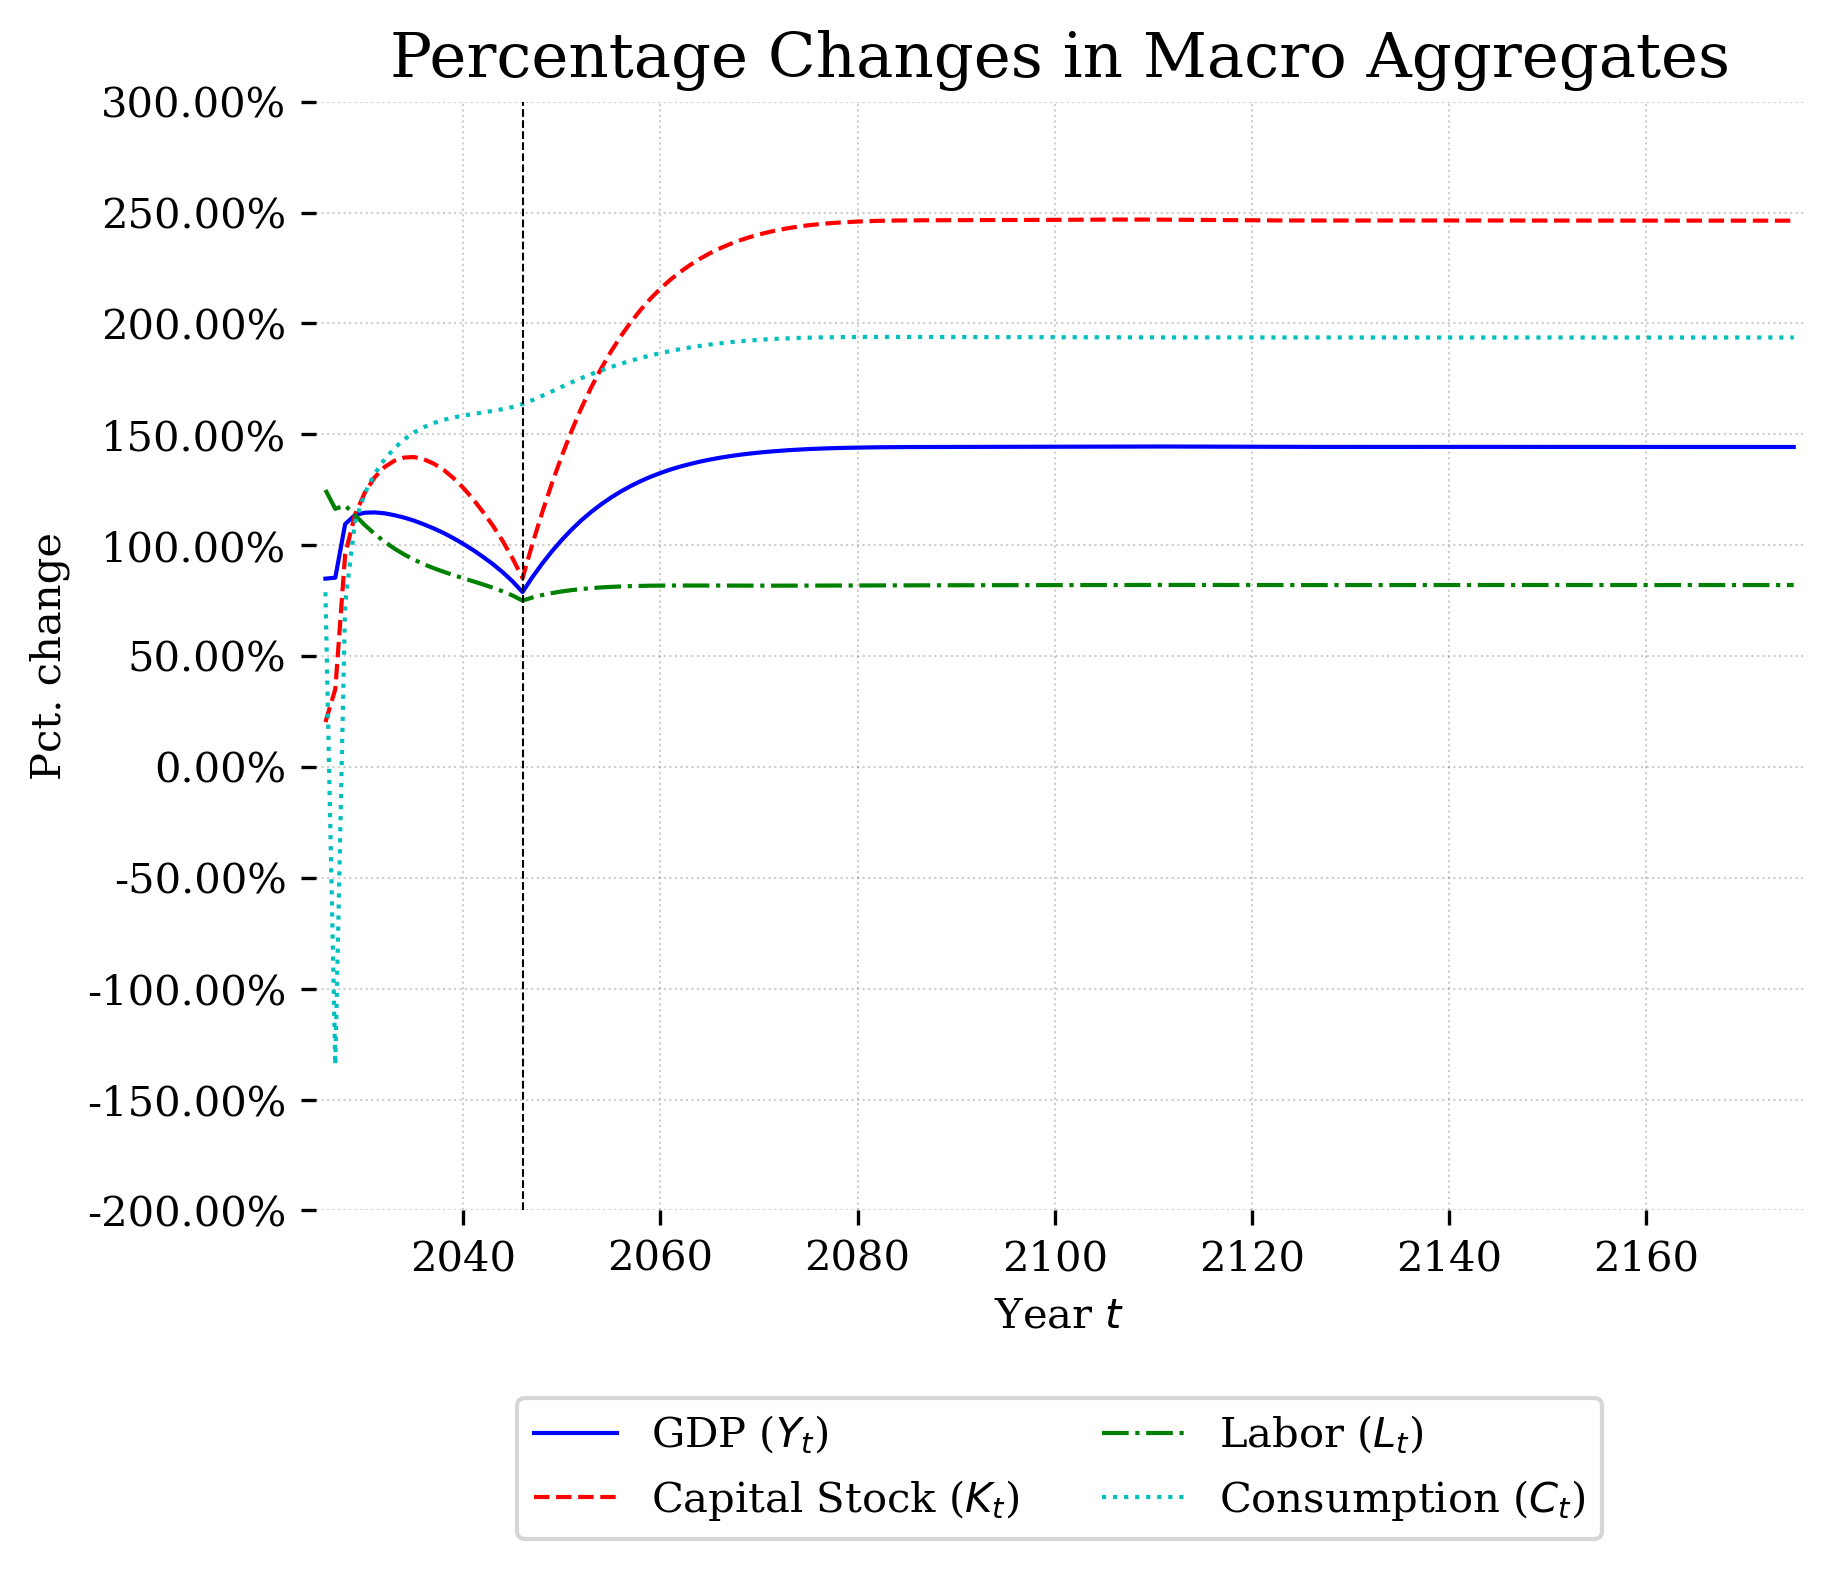 Percentage Changes in Macro Aggregates
300.00%
250.00%
200.00%
150.00%
100.00%
50.00%
0.00%
-50.00%
-100.00%
-150.00%
-200.00%
Pct. change
2040 2060 2080 2100 2120 2140 2160
Year t
GDP (Y_t)
Capital Stock (K_t)
Labor (L_t)
Consumption (C_t)